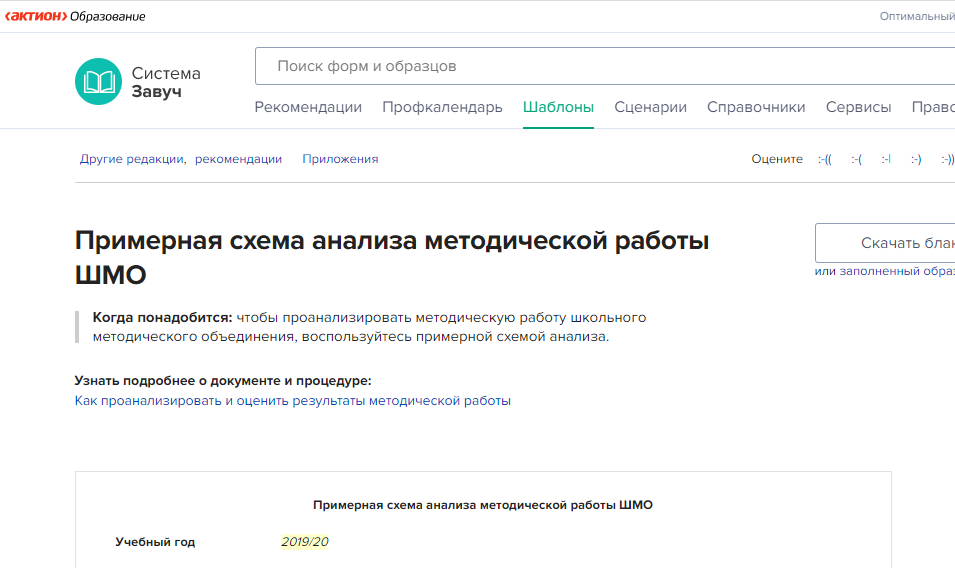 актион Образование
Оптимальный
Система
Завуч
Поиск форм и образцов
Рекомендации Профкалендарь Шаблоны Сценарии Справочники Сервисы Право
Другие редакции, рекомендации Приложения
Оцените :-(( :-( :-| :-) :-))
Примерная схема анализа методической работы
ШМО
Скачать блан
или заполненный образ
Когда понадобится: чтобы проанализировать методическую работу школьного
методического объединения, воспользуйтесь примерной схемой анализа.
Узнать подробнее о документе и процедуре:
Как проанализировать и оценить результаты методической работы
Примерная схема анализа методической работы ШМО
Учебный год 2019/20